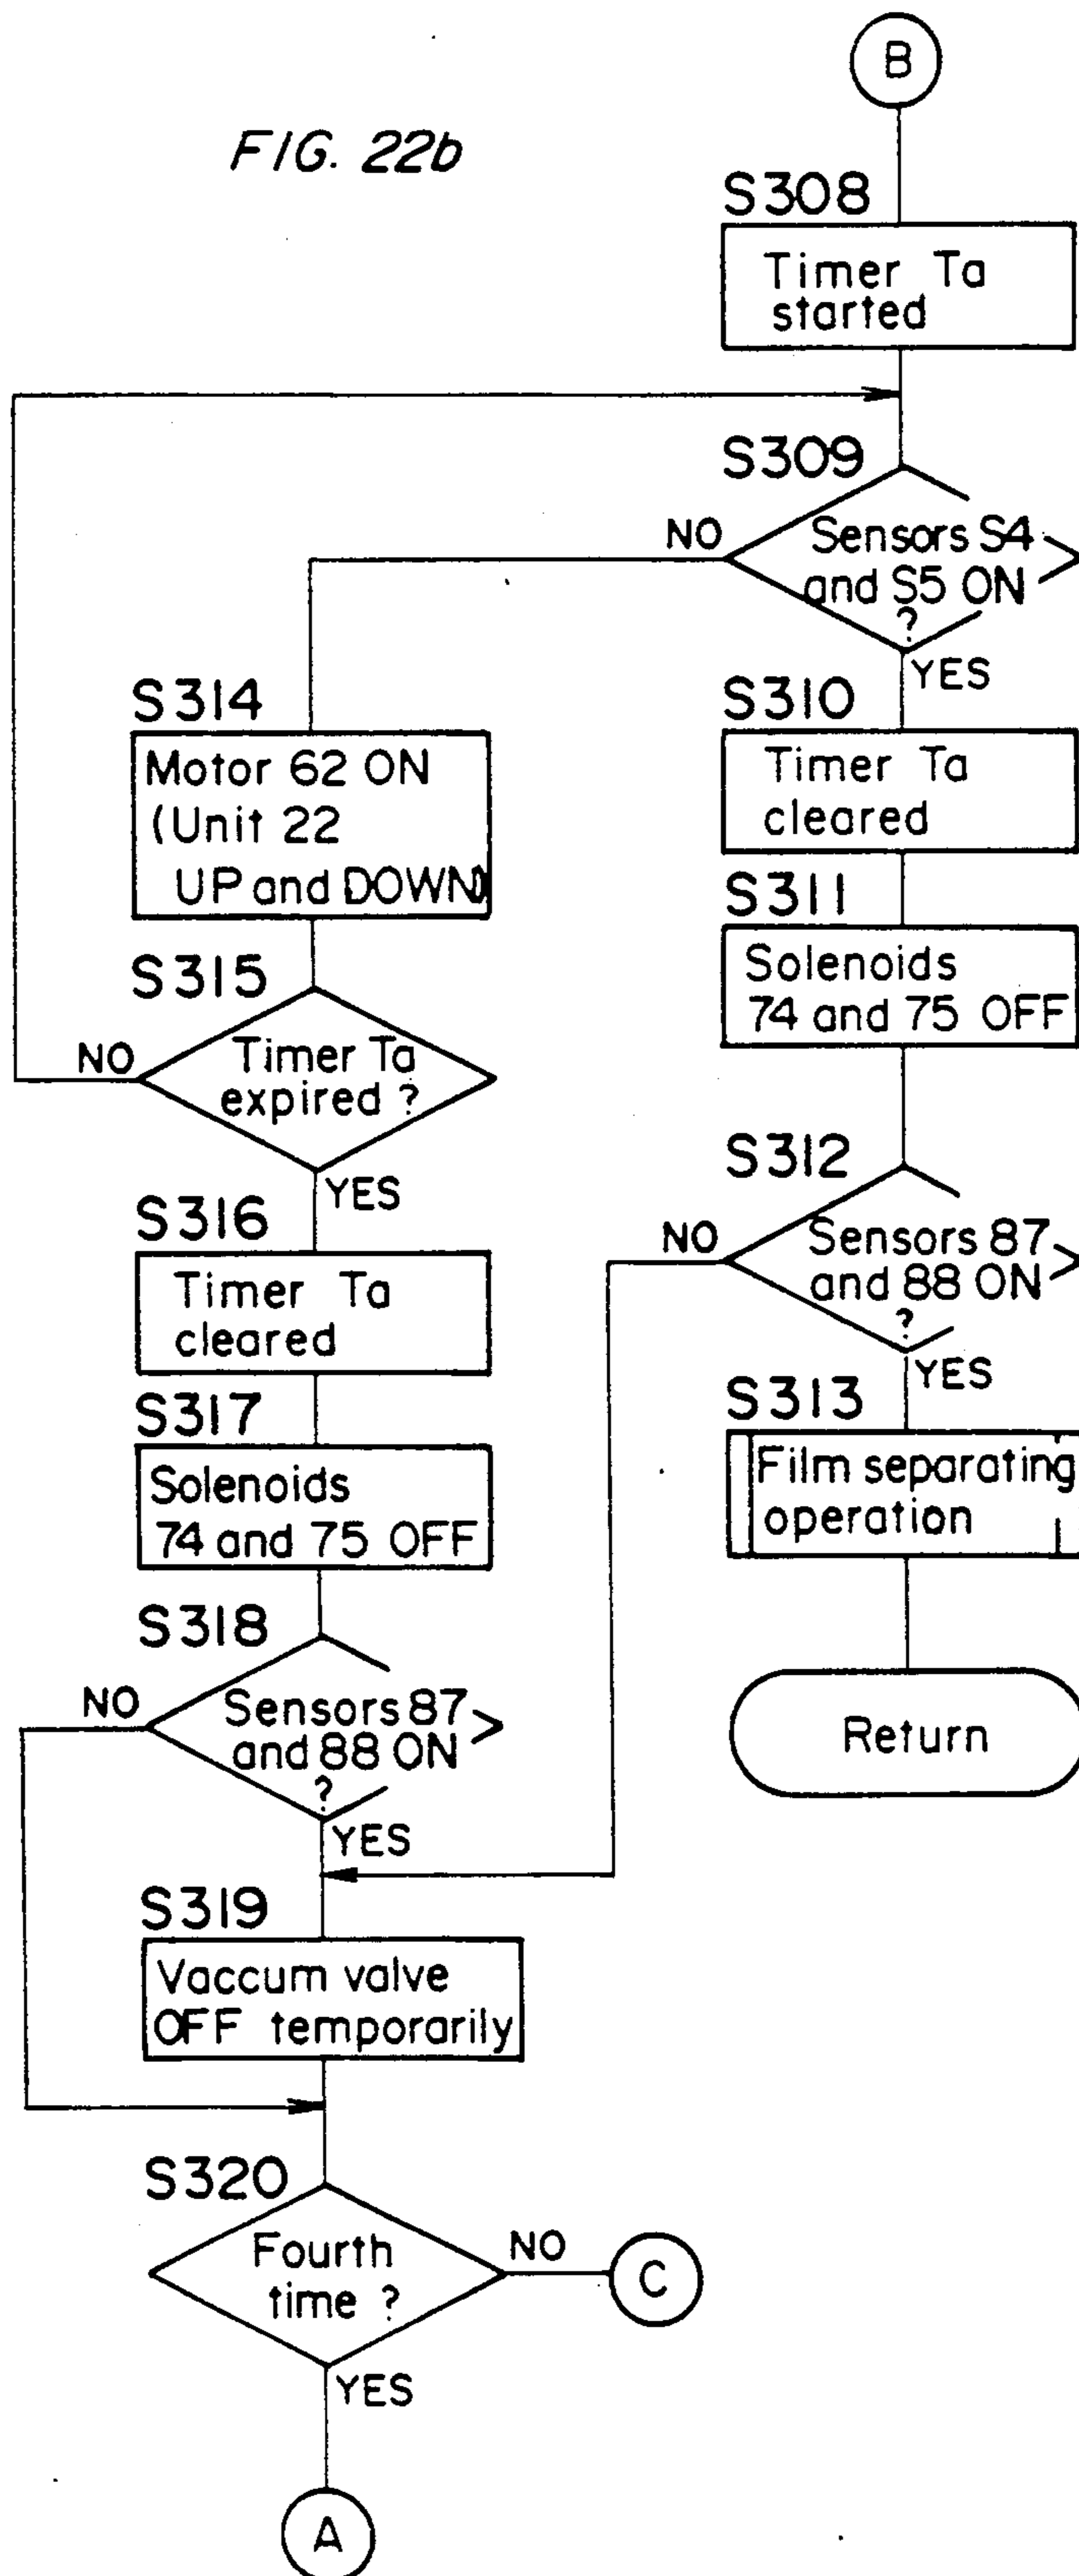 FIG. 22b
B
S308
Timer Ta
started
S309
Sensors S4
and S5 ON
?
NO
YES
S310
Timer Ta
cleared
S311
Solenoids
74 and 75 OFF
S312
Sensors 87
and 88 ON
?
NO
YES
S313
Film separating
operation
Return
S314
Motor 62 ON
(Unit 22
UP and DOWN)
S315
Timer Ta
expired ?
NO
YES
S316
Timer Ta
cleared
S317
Solenoids
74 and 75 OFF
S318
Sensors 87
and 88 ON
?
NO
YES
S319
Vaccum valve
OFF temporarily
S320
Fourth
time ?
NO
C
YES
A